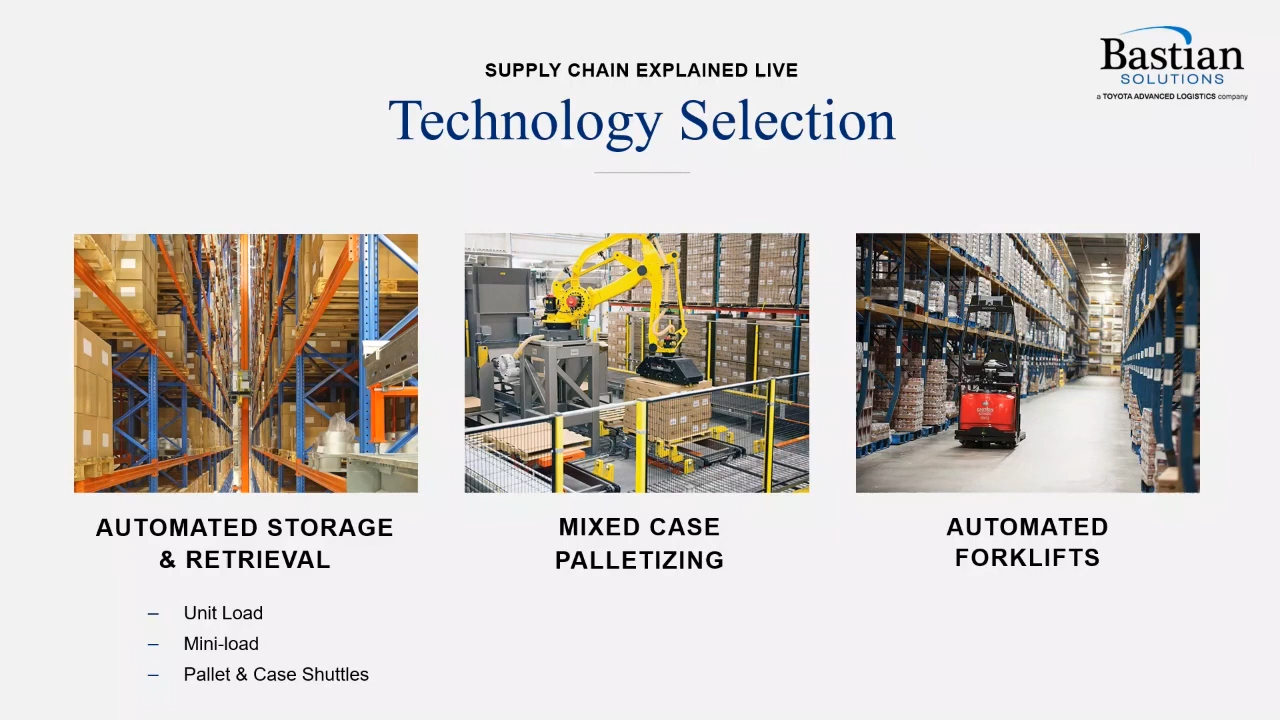 SUPPLY CHAIN EXPLAINED LIVE
Technology Selection
Bastian
SOLUTIONS
a TOYOTA ADVANCED LOGISTICS company
AUTOMATED STORAGE
& RETRIEVAL
– Unit Load
– Mini-load
– Pallet & Case Shuttles
MIXED CASE
PALLETIZING
AUTOMATED
FORKLIFTS